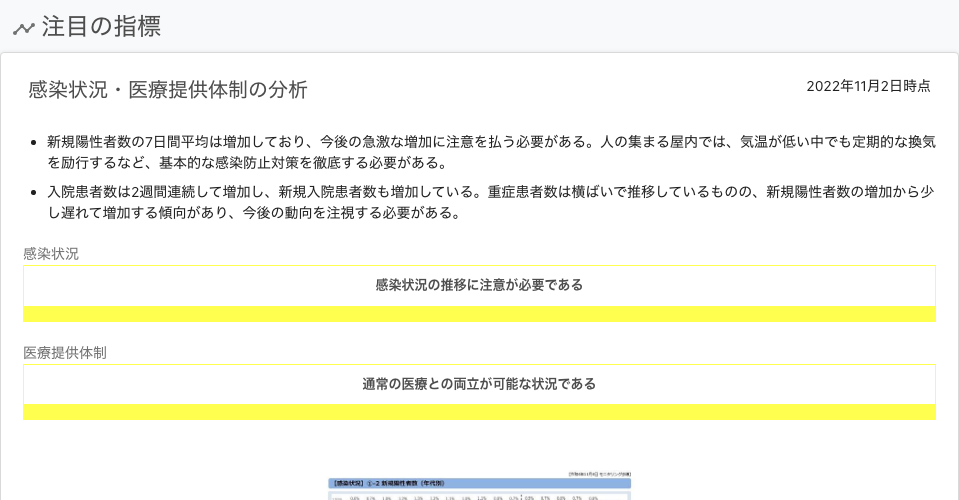 注目の指標
感染状況・医療提供体制の分析
2022年11月2日時点
新規陽性者数の7日間平均は増加しており、今後の急激な増加に注意を払う必要がある。人の集まる屋内では、気温が低い中でも定期的な換気
を励行するなど、基本的な感染防止対策を徹底する必要がある。
入院患者数は2週間連続して増加し、新規入院患者数も増加している。重症患者数は横ばいで推移しているものの、新規陽性者数の増加から少
し遅れて増加する傾向があり、今後の動向を注視する必要がある。
感染状況
感染状況の推移に注意が必要である
医療提供体制
通常の医療との両立が可能な状況である
【感染状況】①-2 新規陽性者数（年代別）